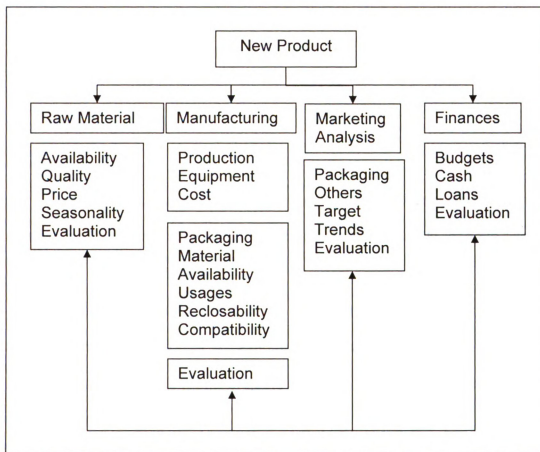 New Product
Raw Material
Availability
Quality
Price
Seasonality
Evaluation
Manufacturing
Production
Equipment
Cost
Packaging
Material
Availability
Usages
Reclosability
Compatibility
Evaluation
Marketing
Analysis
Packaging
Others
Target
Trends
Evaluation
Finances
Budgets
Cash
Loans
Evaluation